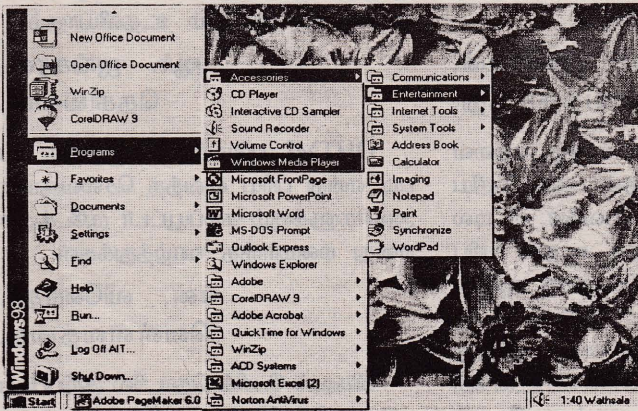 New Office Document
Open Office Document
WinZip
CorelDRAW 9
Programs
Favorites
Documents
Settings
Find
Help
Run...
Log Off AIT...
Shut Down...
Windows98
Accessories
CD Player
Interactive CD Sampler
Sound Recorder
Volume Control
Windows Media Player
Microsoft FrontPage
Microsoft PowerPoint
Microsoft Word
MS-DOS Prompt
Outlook Express
Windows Explorer
Adobe
CorelDRAW 9
Adobe Acrobat
QuickTime for Windows
WinZip
ACD Systems
Microsoft Excel (2)
Norton AntiVirus
Communications
Entertainment
Internet Tools
System Tools
Address Book
Calculator
Imaging
Notepad
Paint
Synchronize
WordPad
Start
Adobe PageMaker 6.0
1:40 Wathsala